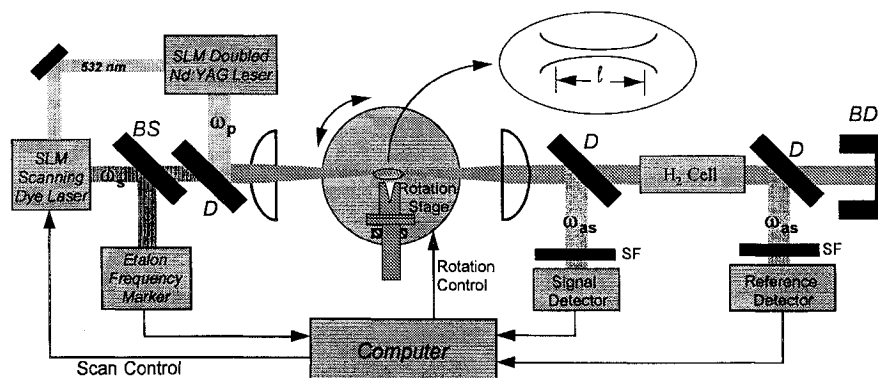 SLM Doubled
Nd:YAG Laser
532 nm
ωp
BS
SLM
Scanning
Dye Laser
ωs
D
Etalon
Frequency
Marker
Rotation
Stage
Rotation
Control
ℓ
D
H₂ Cell
D
BD
ωas
SF
Signal
Detector
ωas
SF
Reference
Detector
Computer
Scan Control